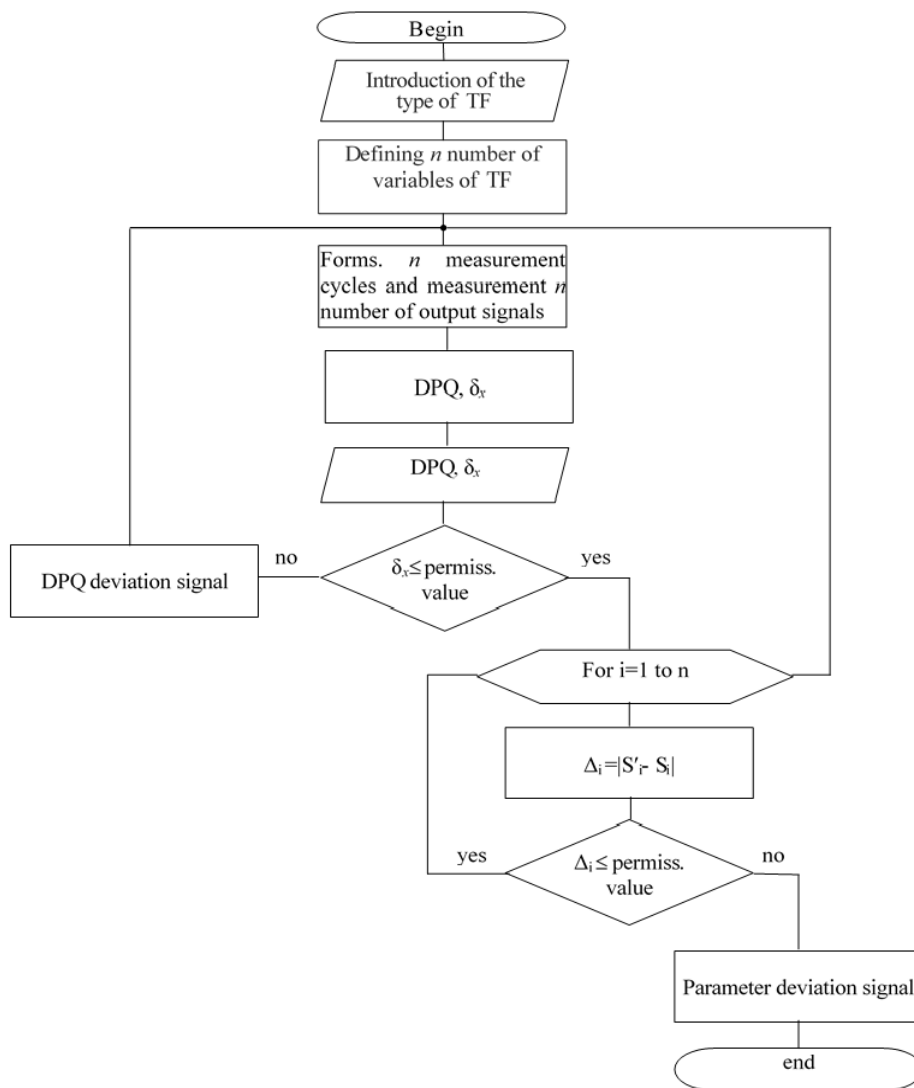 Begin
Introduction of the
type of TF
Defining n number of
variables of TF
Forms. n measurement
cycles and measurement n
number of output signals
DPQ, δx
DPQ, δx
no
yes
δx≤ permiss.
value
DPQ deviation signal
For i=1 to n
Δi=|S'i- Si|
yes
no
Δi≤ permiss.
value
Parameter deviation signal
end